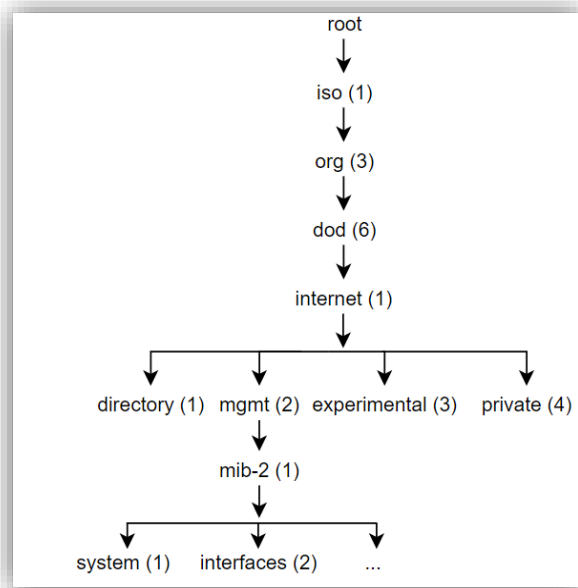 root
iso (1)
org (3)
dod (6)
internet (1)
directory (1) mgmt (2) experimental (3) private (4)
mib-2 (1)
system (1) interfaces (2) ...